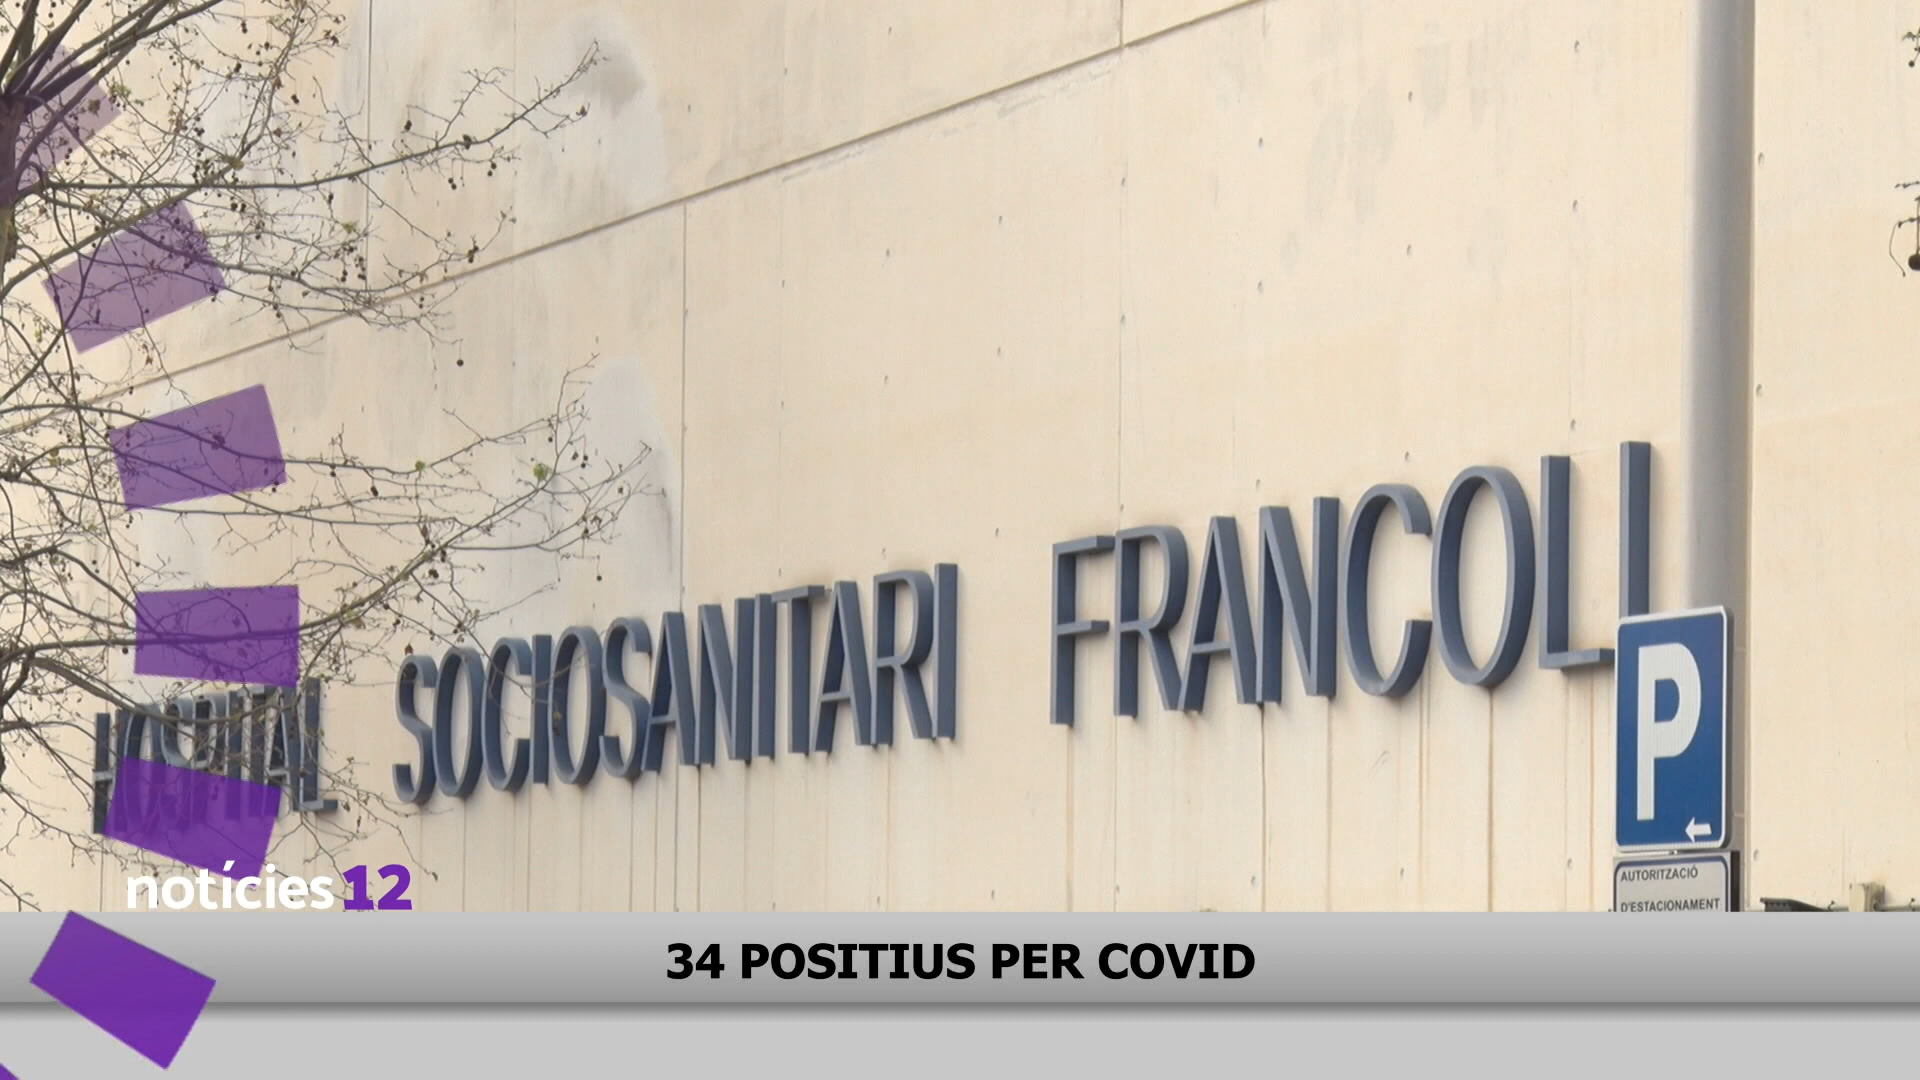 HOSPITAL SOCIOSANITARI FRANCOLÍ
P
AUTORITZACIÓ
D'ESTACIONAMENT
notícies12
34 POSITIUS PER COVID